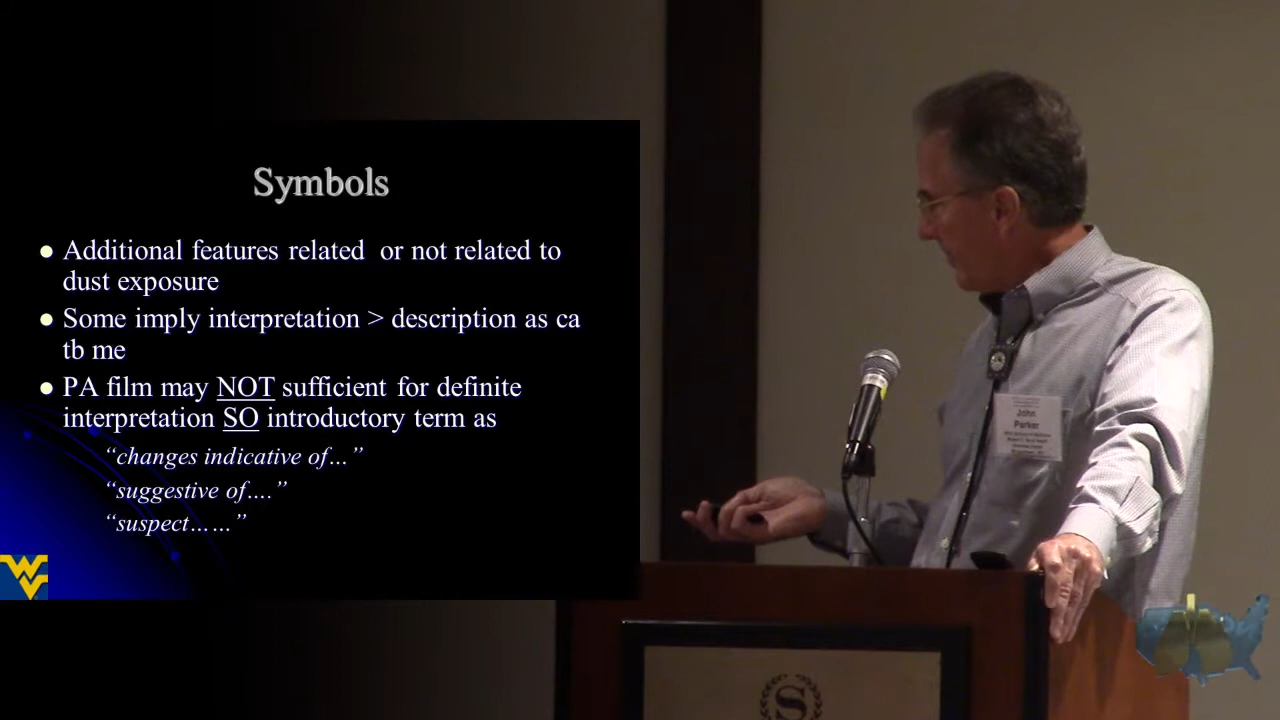 Symbols
Additional features related or not related to
dust exposure
Some imply interpretation > description as ca
tb me
PA film may NOT sufficient for definite
interpretation SO introductory term as
“changes indicative of…”
“suggestive of….”
“suspect……”
WV
John
Parker
S